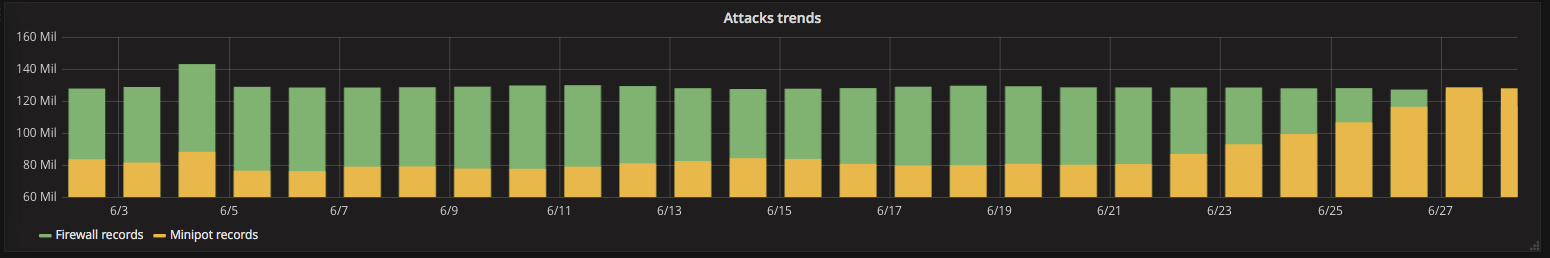 Attacks trends
160 Mil
140 Mil
120 Mil
100 Mil
80 Mil
60 Mil
6/3 6/5 6/7 6/9 6/11 6/13 6/15 6/17 6/19 6/21 6/23 6/25 6/27
Firewall records Minipot records